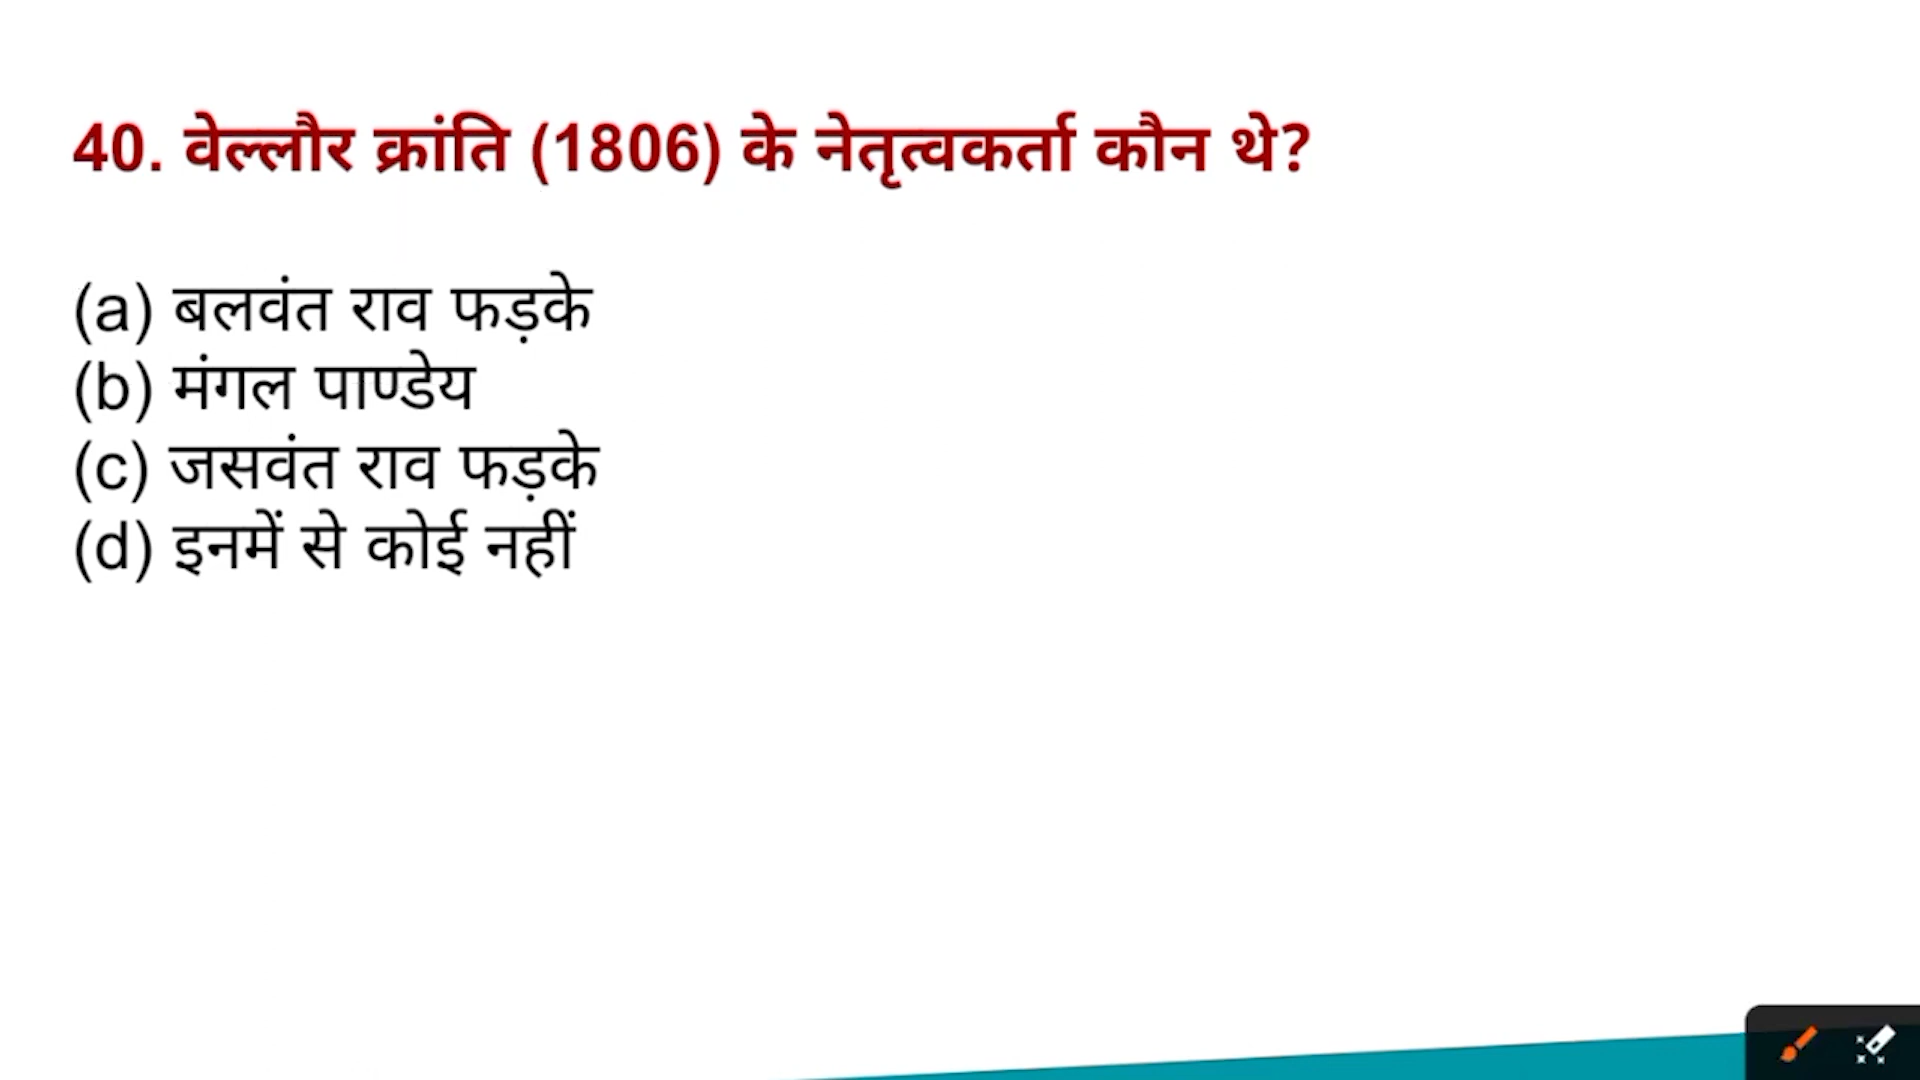 40. वेल्लौर क्रांति (1806) के नेतृत्वकर्ता कौन थे?
(a) बलवंत राव फड़के
(b) मंगल पाण्डेय
(c) जसवंत राव फड़के
(d) इनमें से कोई नहीं